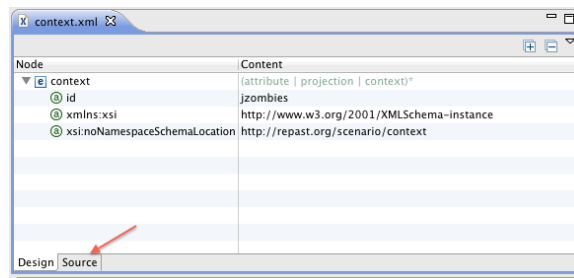 context.xml
Node Content
e context (attribute | projection | context)*
a id jzombies
a xmlns:xsi http://www.w3.org/2001/XMLSchema-instance
a xsi:noNamespaceSchemaLocation http://repast.org/scenario/context
Design Source